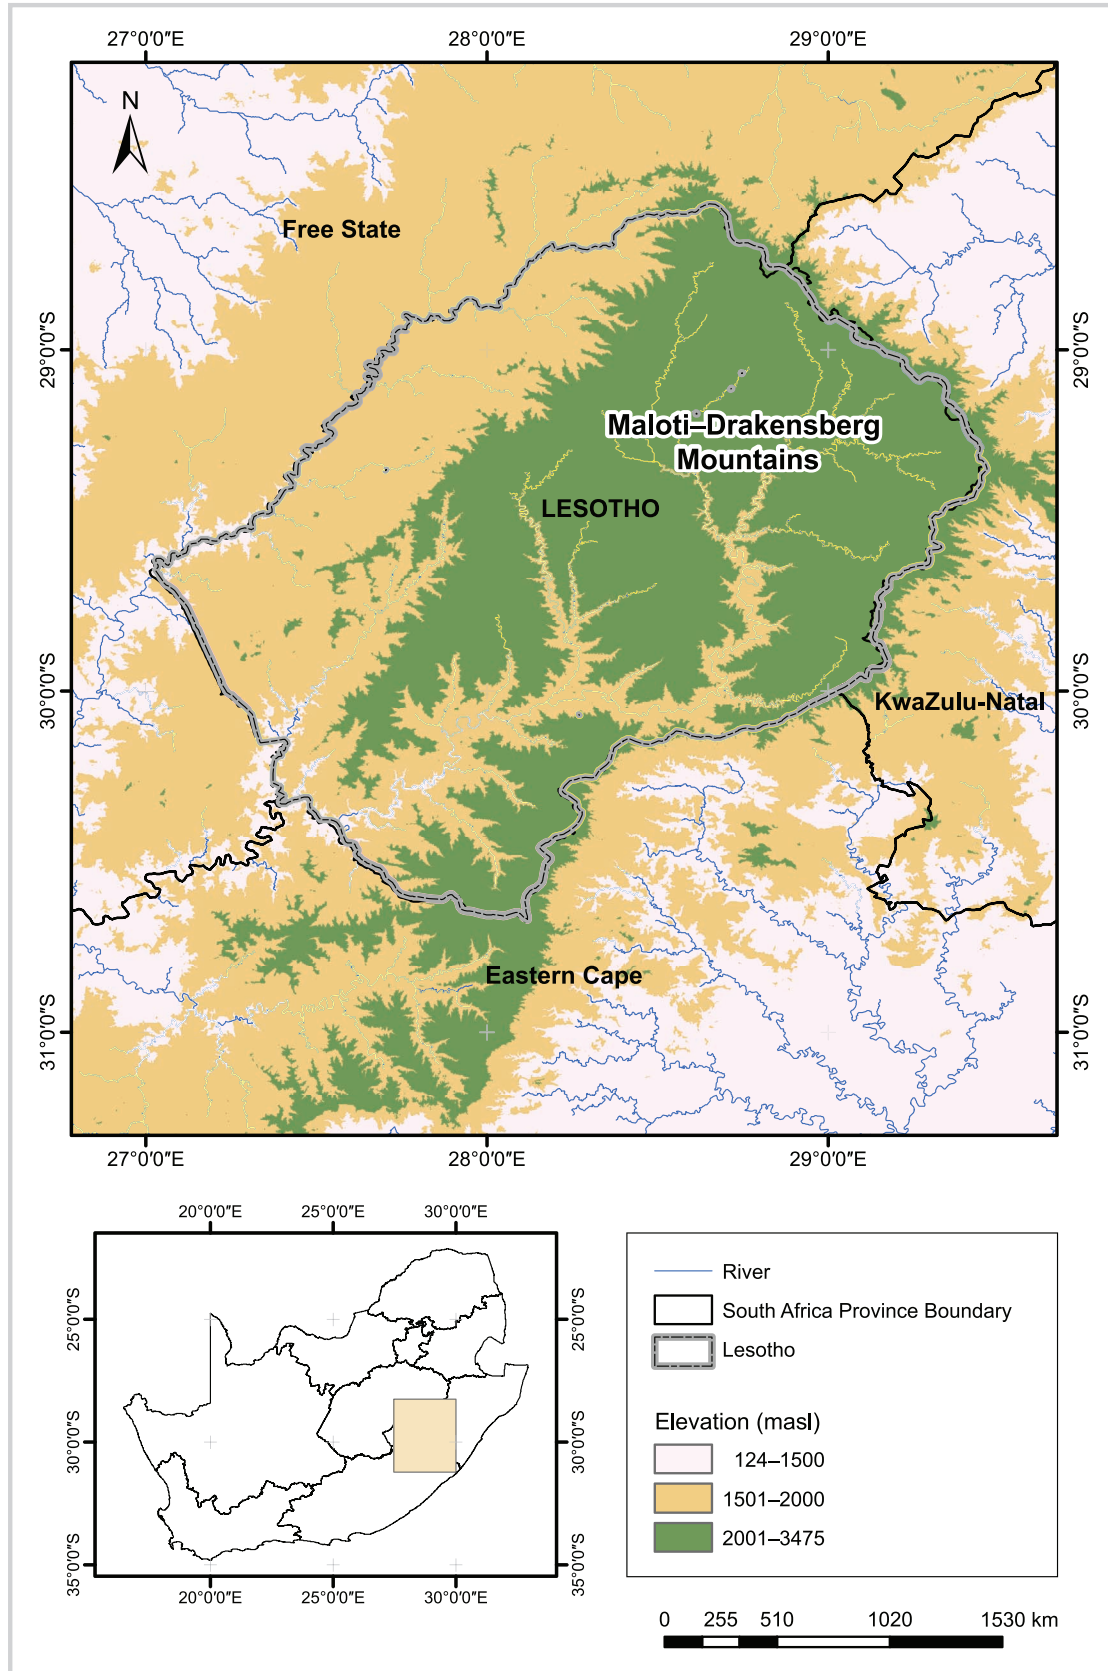 27°0′0″E 28°0′0″E 29°0′0″E
N
Free State
29°0′0″S 29°0′0″S
Maloti–Drakensberg
Mountains
LESOTHO
30°0′0″S 30°0′0″S
KwaZulu-Natal
Eastern Cape
31°0′0″S 31°0′0″S
27°0′0″E 28°0′0″E 29°0′0″E
20°0′0″E 25°0′0″E 30°0′0″E
25°0′0″S 25°0′0″S
30°0′0″S 30°0′0″S
35°0′0″S 35°0′0″S
20°0′0″E 25°0′0″E 30°0′0″E
River
South Africa Province Boundary
Lesotho
Elevation (masl)
124–1500
1501–2000
2001–3475
0 255 510 1020 1530 km